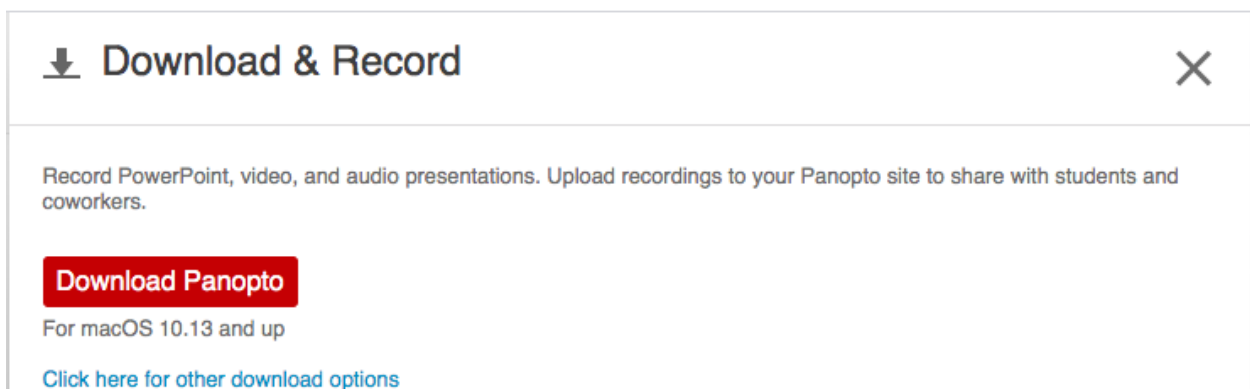 Download & Record
Record PowerPoint, video, and audio presentations. Upload recordings to your Panopto site to share with students and
coworkers.
Download Panopto
For macOS 10.13 and up
Click here for other download options